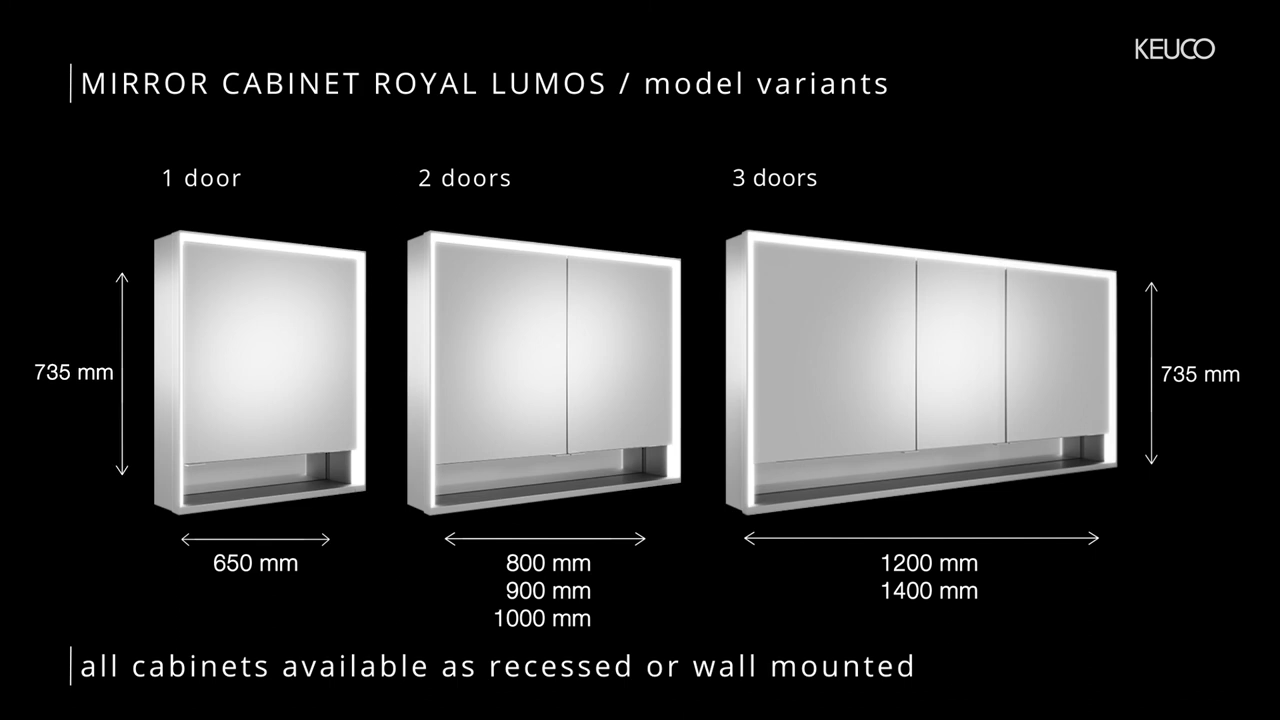 KEUCO
MIRROR CABINET ROYAL LUMOS / model variants
1 door
2 doors
3 doors
735 mm
735 mm
650 mm
800 mm
900 mm
1000 mm
1200 mm
1400 mm
all cabinets available as recessed or wall mounted